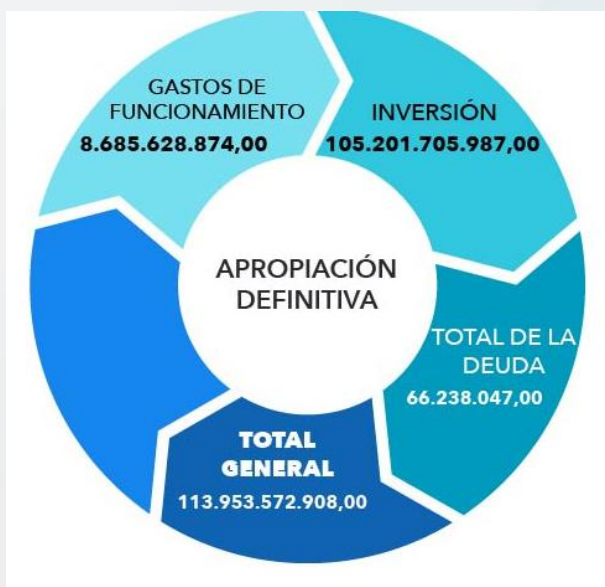 GASTOS DE
FUNCIONAMIENTO
8.685.628.874,00
INVERSIÓN
105.201.705.987,00
APROPIACIÓN
DEFINITIVA
TOTAL DE LA
DEUDA
66.238.047,00
TOTAL
GENERAL
113.953.572.908,00